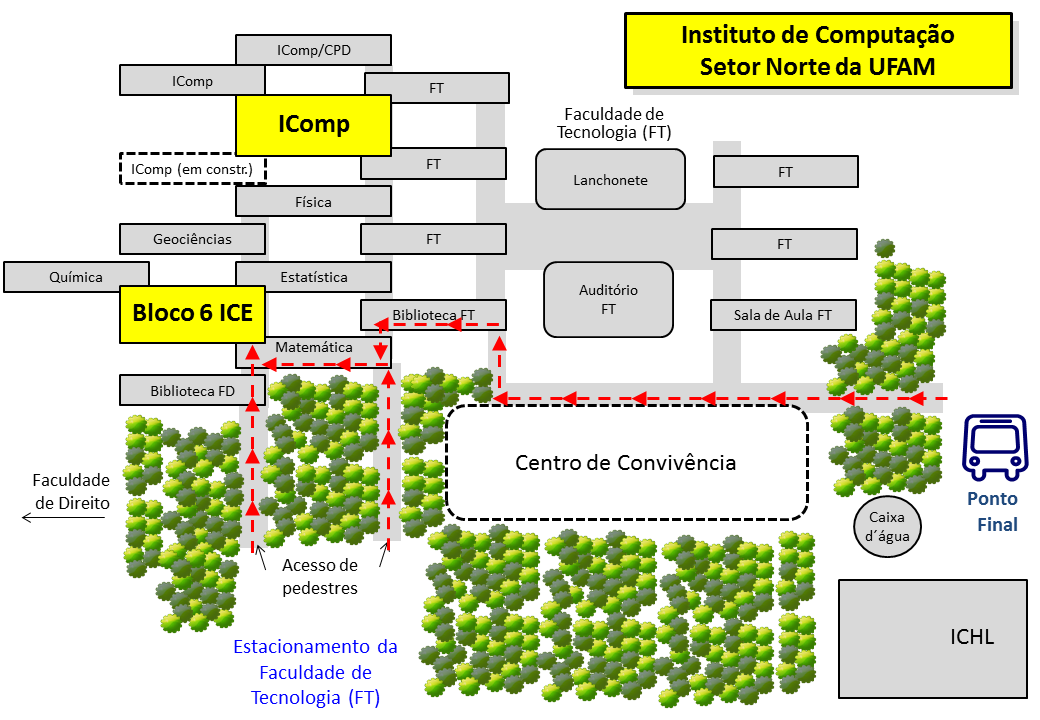 Instituto de Computação
Setor Norte da UFAM
IComp/CPD
IComp
FT
IComp
Faculdade de
Tecnologia (FT)
FT
IComp (em constr.)
Lanchonete
FT
Física
Geociências
FT
FT
Química
Estatística
Auditório
FT
Bloco 6 ICE
Biblioteca FT
Sala de Aula FT
Matemática
Biblioteca FD
Centro de Convivência
Faculdade
de Direito
Ponto
Final
Caixa
d´água
Acesso de
pedestres
ICHL
Estacionamento da
Faculdade de
Tecnologia (FT)